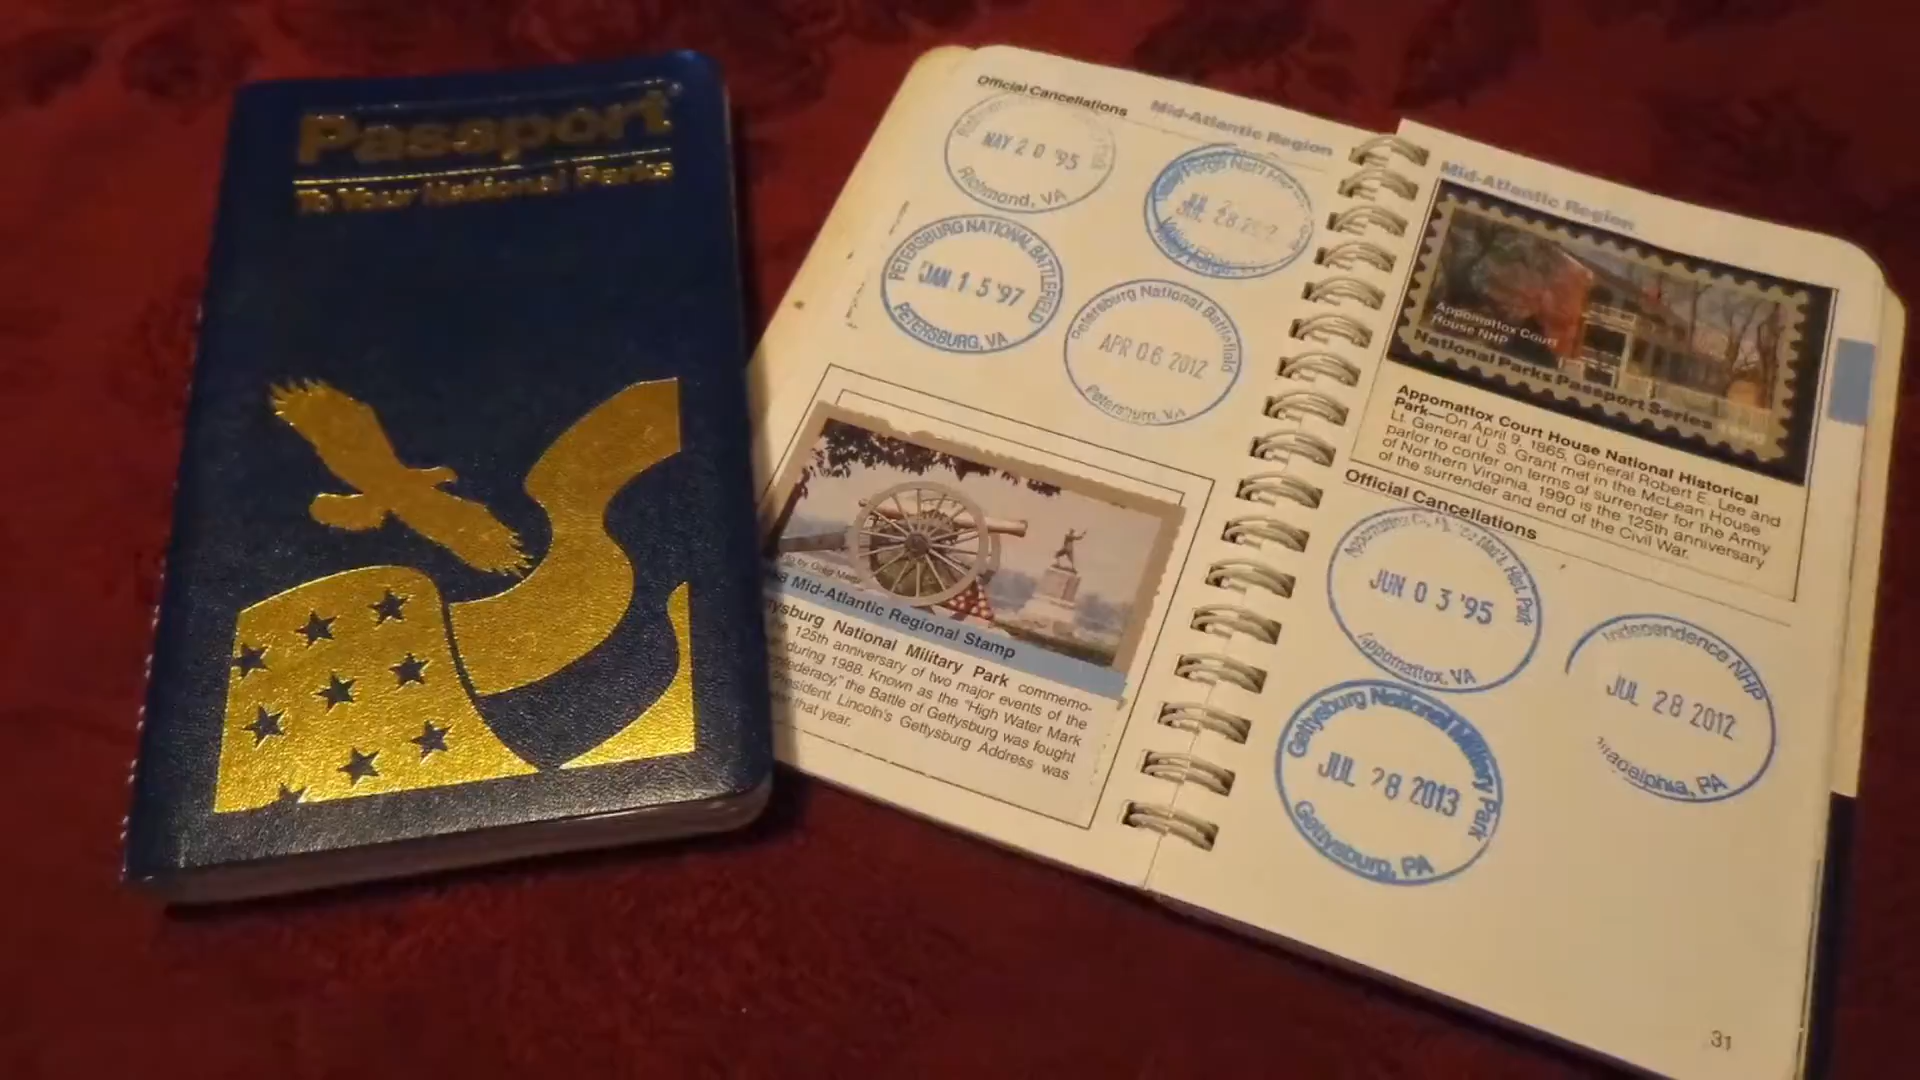 Passport
To Your National Parks
Official Cancellations
Mid-Atlantic Region
MAY 20 '95
Richmond, VA
JUL 28 2012
Valley Forge
PETERSBURG NATIONAL BATTLEFIELD
JAN 15 '97
PETERSBURG, VA
Petersburg National Battlefield
APR 06 2012
Petersburg, VA
Mid-Atlantic Regional Stamp
National Military Park commemo-
125th anniversary of two major events of the
during 1988. Known as the "High Water Mark
the Battle of Gettysburg was fought
President Lincoln's Gettysburg Address was
that year.
Mid-Atlantic Region
Appomattox Court
House NHP
National Parks Passport Series
Appomattox Court House National Historical
Park—On April 9, 1865, General Robert E. Lee and
Lt. General U. S. Grant met in the McLean House
parlor to confer on terms of surrender for the Army
of Northern Virginia. 1990 is the 125th anniversary
of the surrender and end of the Civil War.
Official Cancellations
JUN 03 '95
Appomattox, VA
Independence NHP
JUL 28 2012
PA
Gettysburg National Military Park
JUL 28 2013
Gettysburg, PA
31